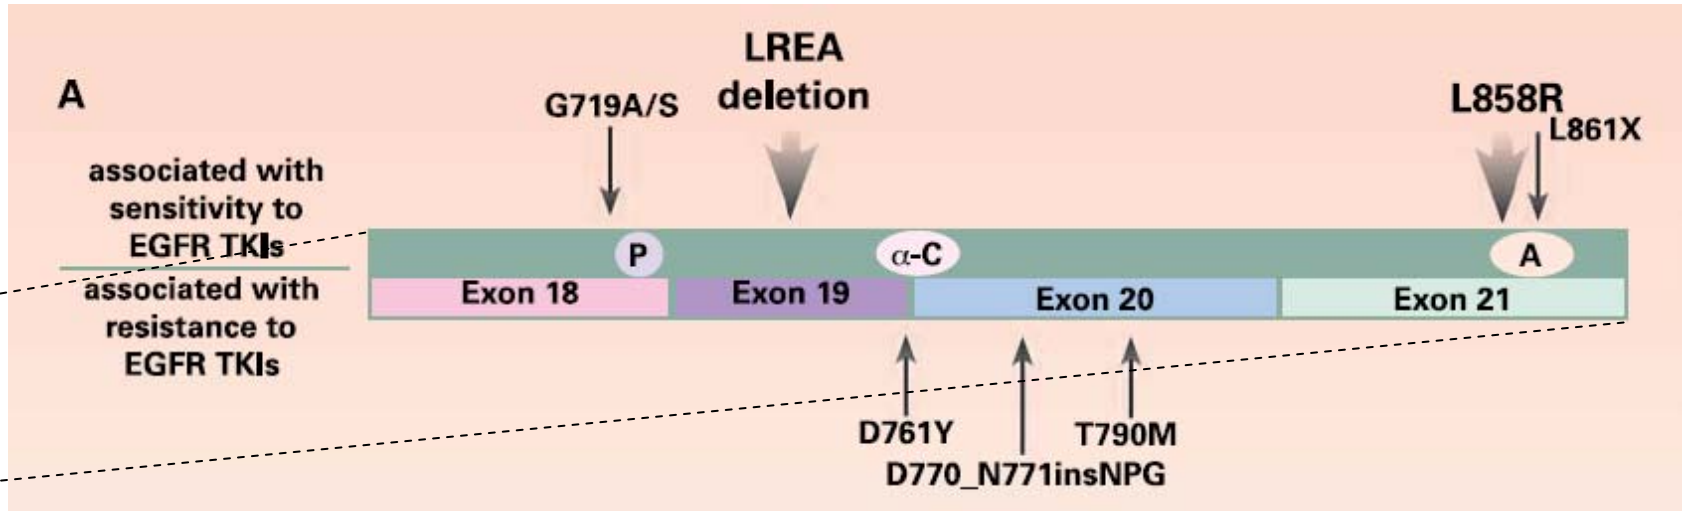 A
LREA
deletion
G719A/S
L858R
L861X
associated with
sensitivity to
EGFR TKIs
associated with
resistance to
EGFR TKIs
P
α-C
A
Exon 18
Exon 19
Exon 20
Exon 21
D761Y
T790M
D770_N771insNPG